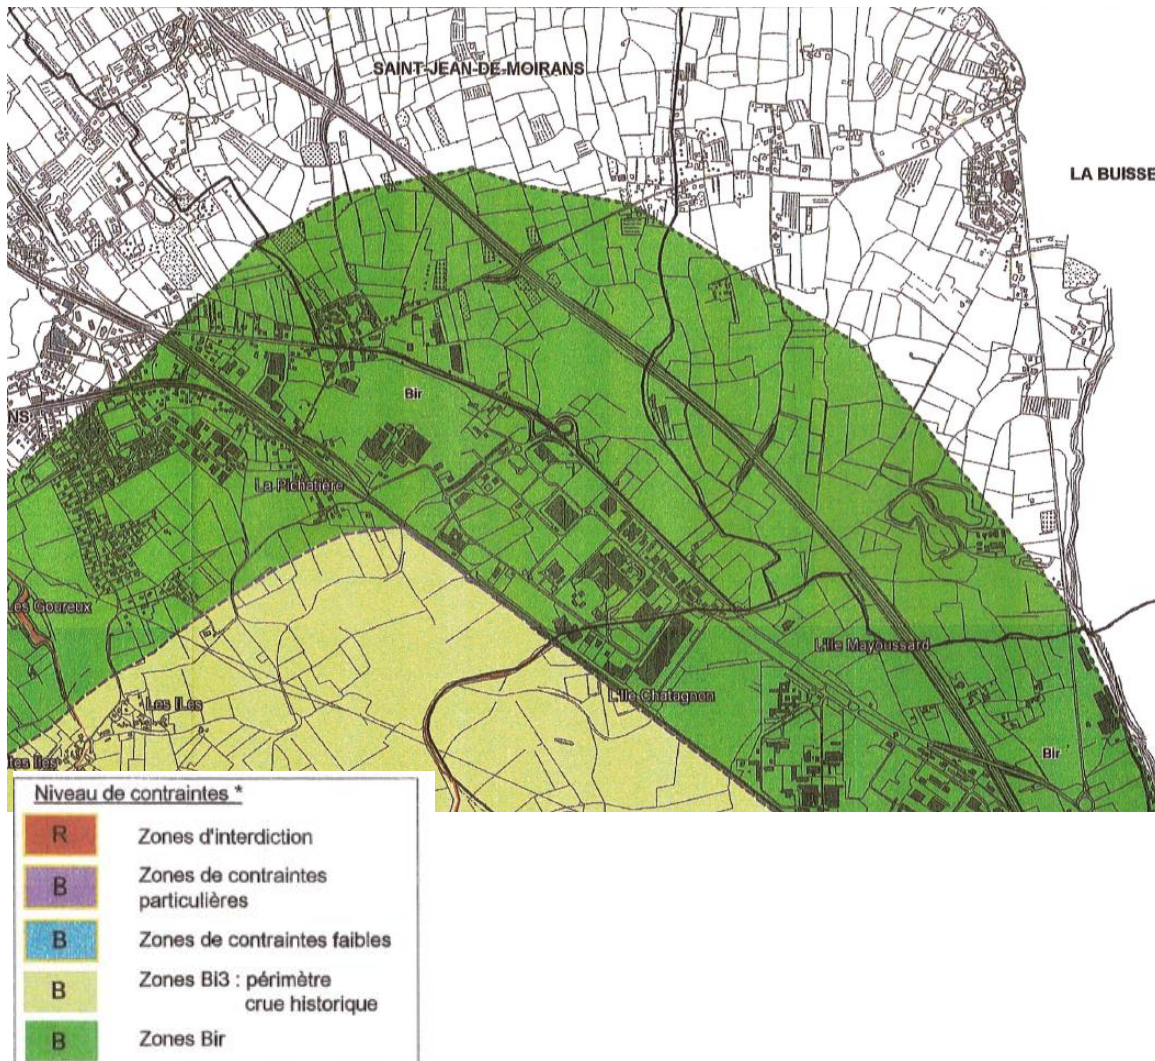 SAINT-JEAN-DE-MOIRANS
LA BUISSE
Bir
NS
La Pichatière
Les Goureux
L'Ile Mayoussard
L'Ile Chatagnon
Les ILes
Bir
tes Iles
Niveau de contraintes *
R Zones d'interdiction
B Zones de contraintes
particulières
B Zones de contraintes faibles
B Zones Bi3 : périmètre
crue historique
B Zones Bir